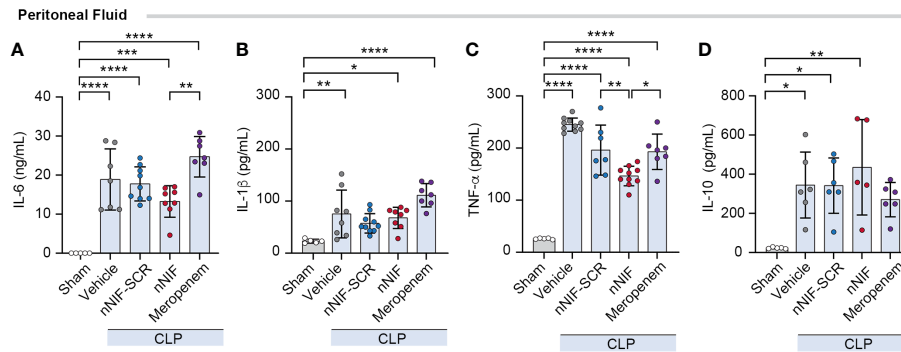 Peritoneal Fluid
A
****
***
****
****
**
IL-6 (ng/mL)
40
30
20
10
0
Sham
Vehicle
nNIF-SCR
nNIF
Meropenem
CLP
B
****
*
**
IL-1β (pg/mL)
300
200
100
0
Sham
Vehicle
nNIF-SCR
nNIF
Meropenem
CLP
C
****
****
****
****
**
*
TNF-α (pg/mL)
300
200
100
0
Sham
Vehicle
nNIF-SCR
nNIF
Meropenem
CLP
D
**
*
*
IL-10 (pg/mL)
800
600
400
200
0
Sham
Vehicle
nNIF-SCR
nNIF
Meropenem
CLP